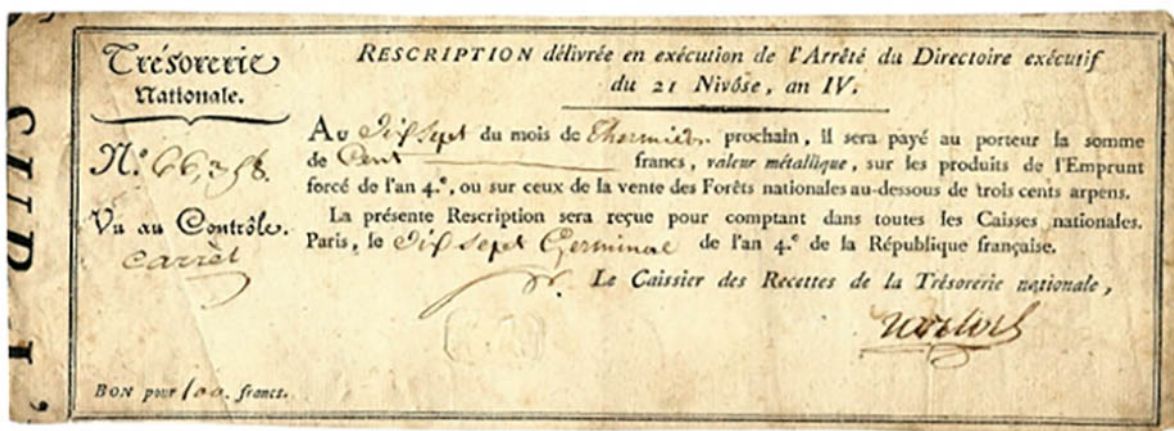 Trésorerie
Nationale.
N.º 66,358.
Vu au Contrôle.
Carrèt
BON pour 100. francs.
RESCRIPTION délivrée en exécution de l'Arrêté du Directoire exécutif
du 21 Nivôse, an IV.
AU Dix Sept du mois de Thermidor prochain, il sera payé au porteur la somme
de Cent francs, valeur métallique, sur les produits de l'Emprunt
forcé de l'an 4.e, ou sur ceux de la vente des Forêts nationales au-dessous de trois cents arpens.
La présente Rescription sera reçue pour comptant dans toutes les Caisses nationales.
Paris, le Dix Sept Germinal de l'an 4.e de la République française.
Le Caissier des Recettes de la Trésorerie nationale,